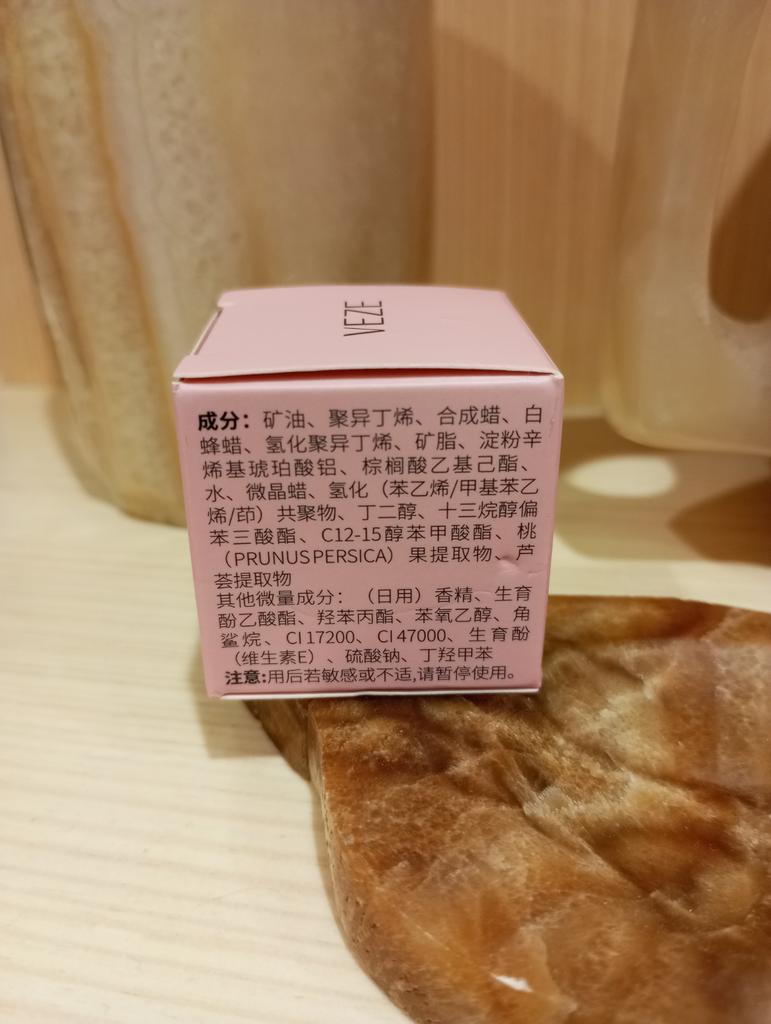 VEZE
成分：矿油、聚异丁烯、合成蜡、白
蜂蜡、氢化聚异丁烯、矿脂、淀粉辛
烯基琥珀酸铝、棕榈酸乙基己酯、
水、微晶蜡、氢化（苯乙烯/甲基苯乙
烯/茚）共聚物、丁二醇、十三烷醇偏
苯三酸酯、C12-15醇苯甲酸酯、桃
（PRUNUS PERSICA）果提取物、芦
荟提取物
其他微量成分：（日用）香精、生育
酚乙酸酯、羟苯丙酯、苯氧乙醇、角
鲨烷、CI 17200、CI 47000、生育酚
（维生素E）、硫酸钠、丁羟甲苯
注意:用后若敏感或不适,请暂停使用。